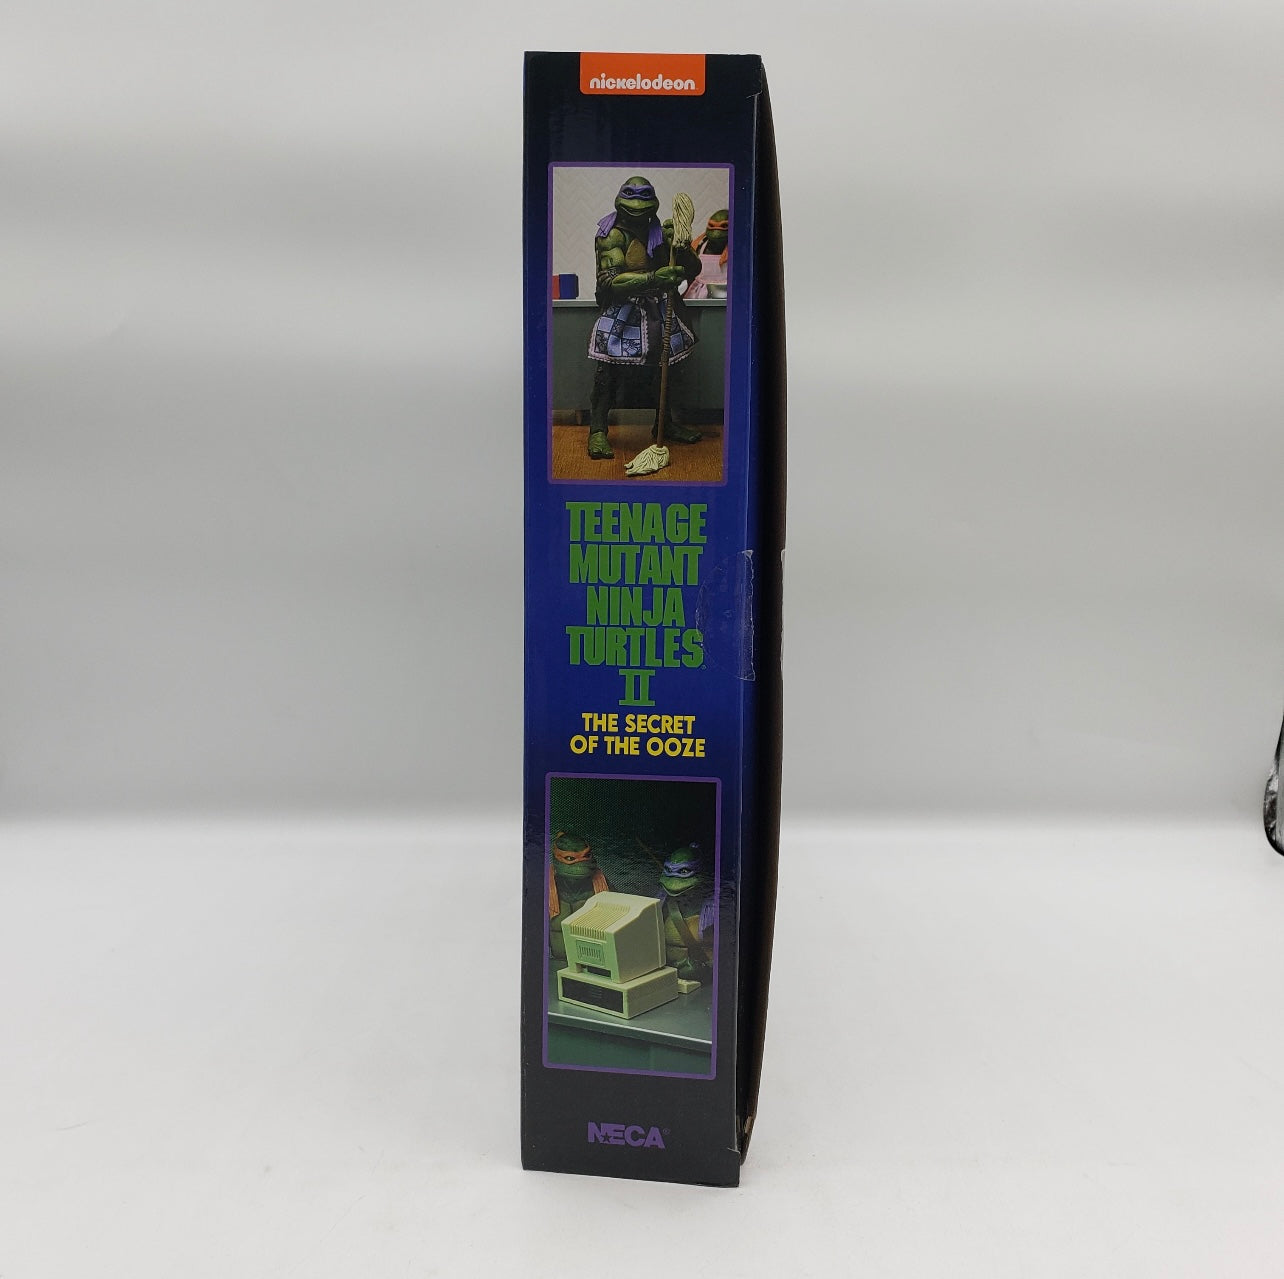 nickelodeon
TEENAGE
MUTANT
NINJA
TURTLES
II
THE SECRET
OF THE OOZE
NECA®